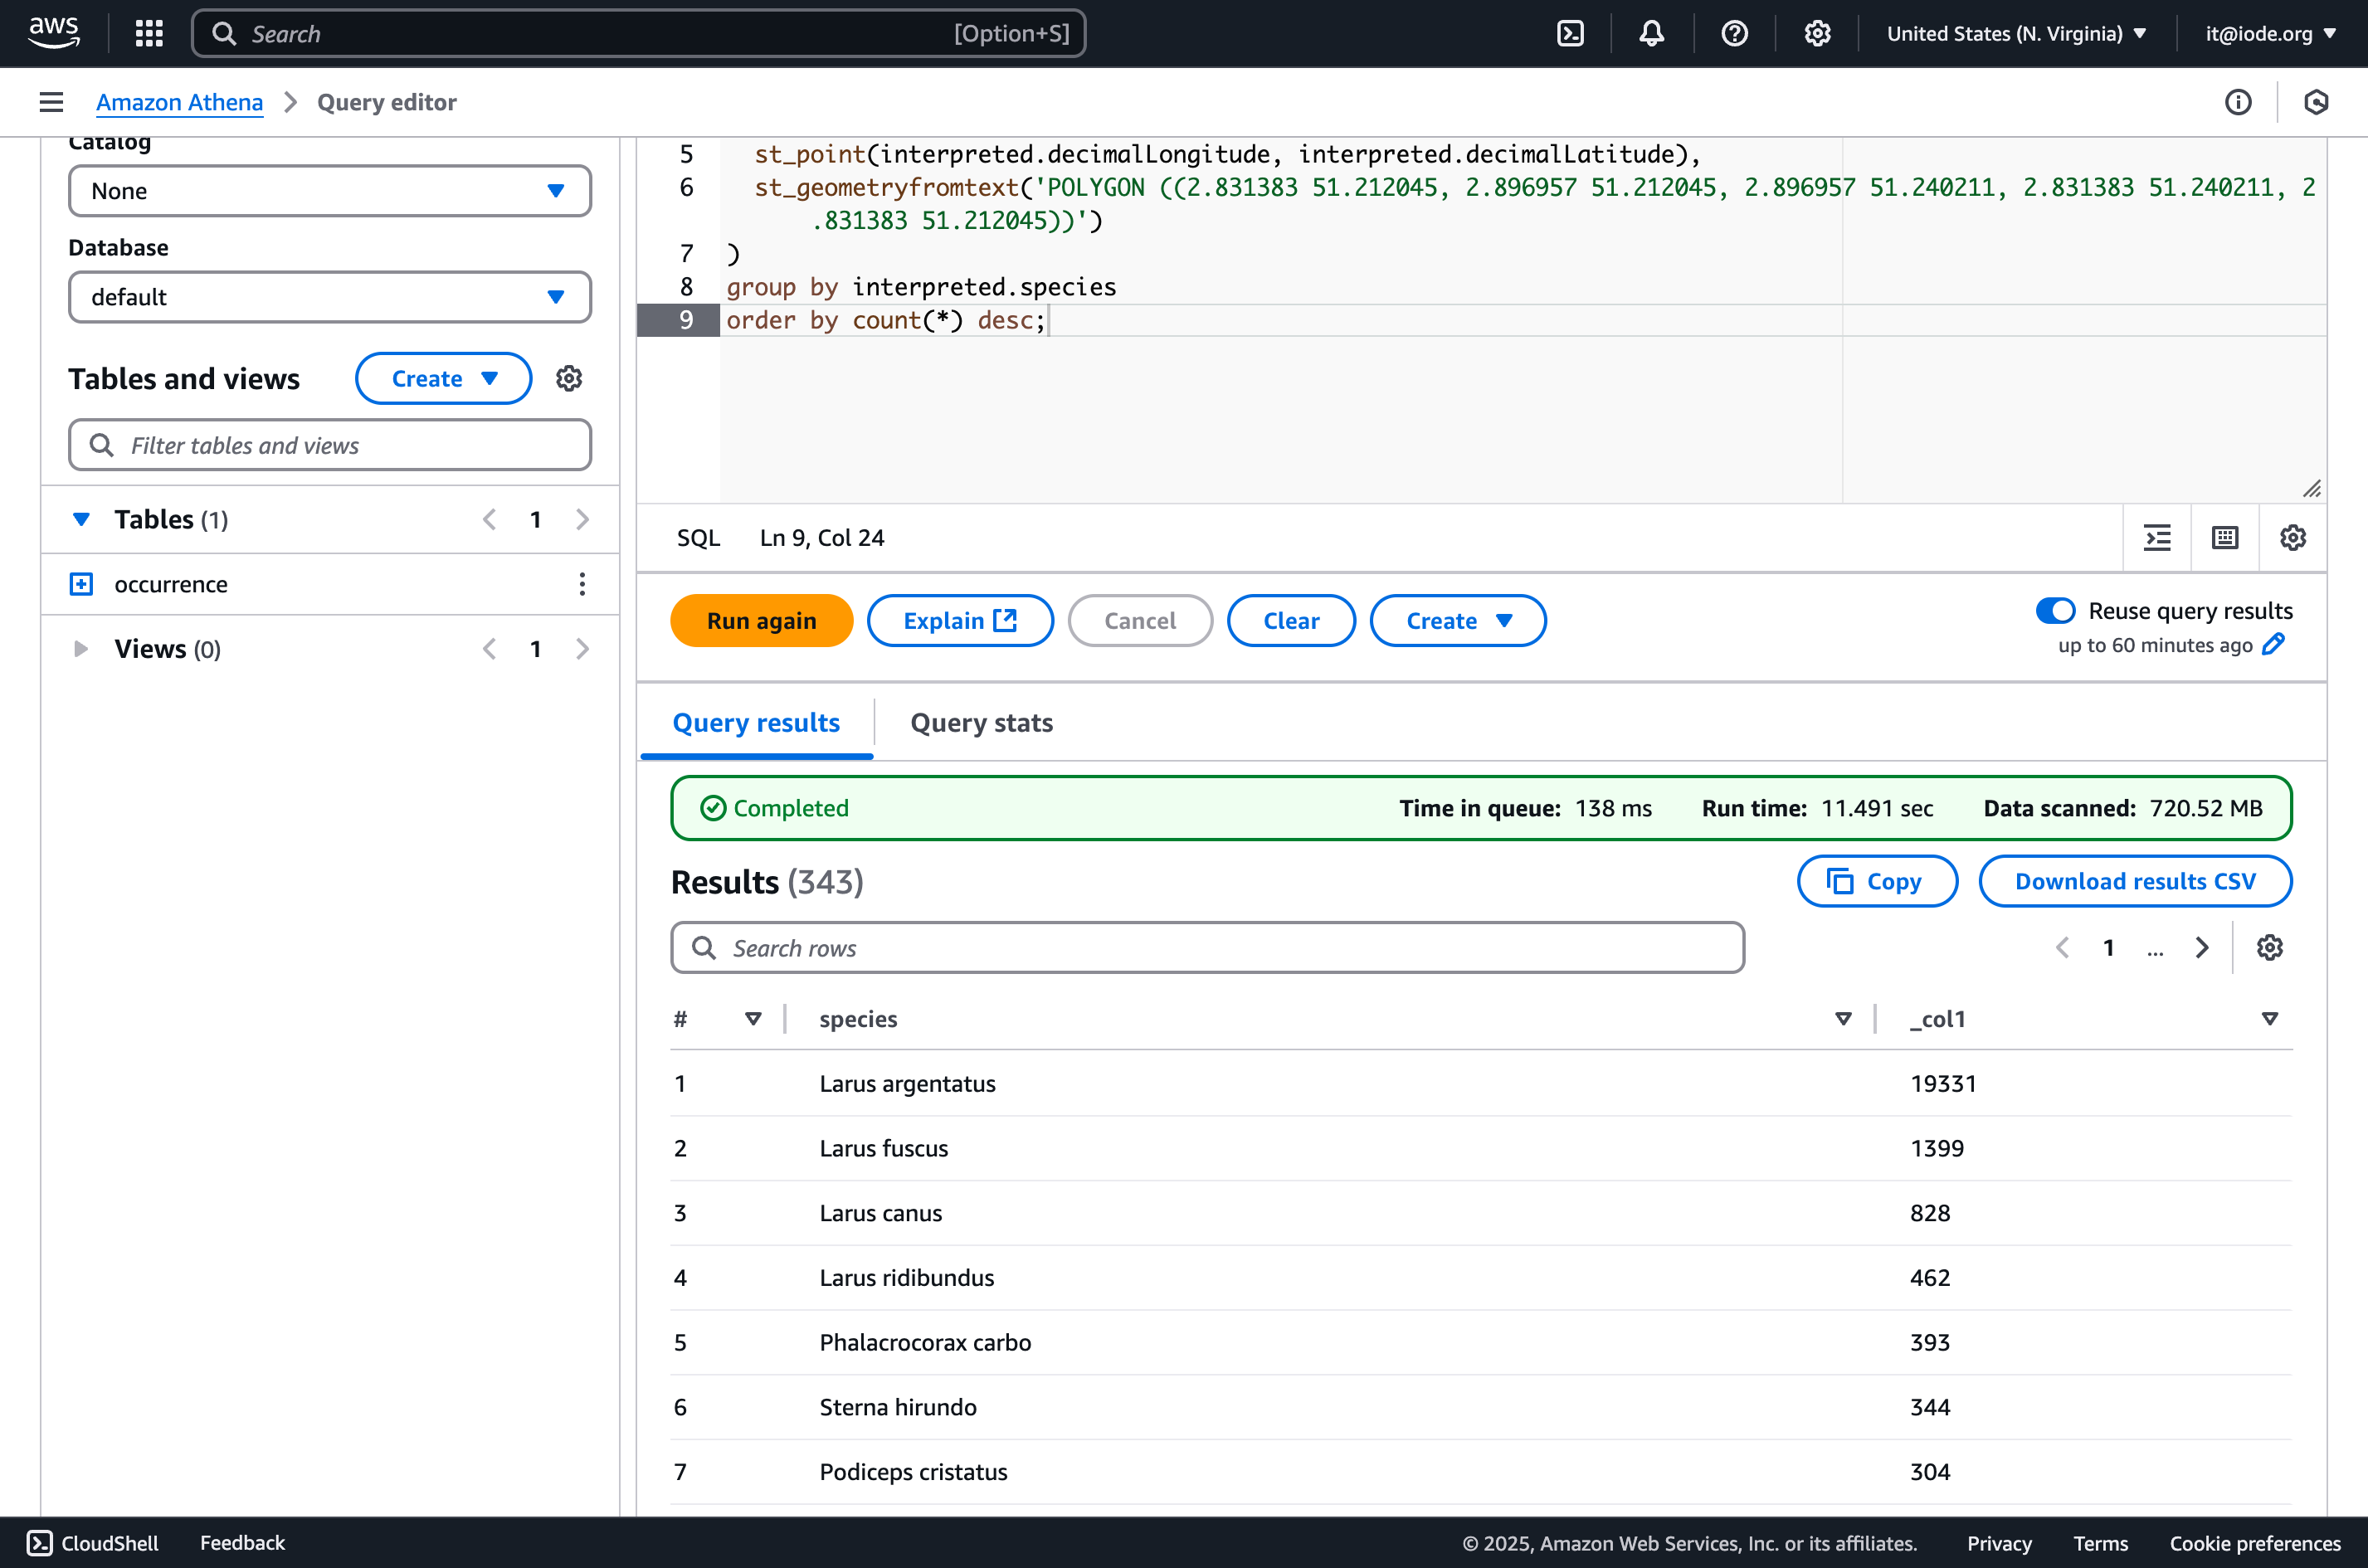 aws
Search
[Option+S]
United States (N. Virginia)
it@iode.org
Amazon Athena
Query editor
Catalog
None
Database
default
Tables and views
Create
Filter tables and views
Tables (1)
1
occurrence
Views (0)
1
5 st_point(interpreted.decimalLongitude, interpreted.decimalLatitude),
6 st_geometryfromtext('POLYGON ((2.831383 51.212045, 2.896957 51.212045, 2.896957 51.240211, 2.831383 51.240211, 2
.831383 51.212045))')
7 )
8 group by interpreted.species
9 order by count(*) desc;
SQL Ln 9, Col 24
Run again
Explain
Cancel
Clear
Create
Reuse query results
up to 60 minutes ago
Query results
Query stats
Completed
Time in queue: 138 ms
Run time: 11.491 sec
Data scanned: 720.52 MB
Results (343)
Copy
Download results CSV
Search rows
1 ...
# species _col1
1 Larus argentatus 19331
2 Larus fuscus 1399
3 Larus canus 828
4 Larus ridibundus 462
5 Phalacrocorax carbo 393
6 Sterna hirundo 344
7 Podiceps cristatus 304
CloudShell
Feedback
© 2025, Amazon Web Services, Inc. or its affiliates.
Privacy
Terms
Cookie preferences